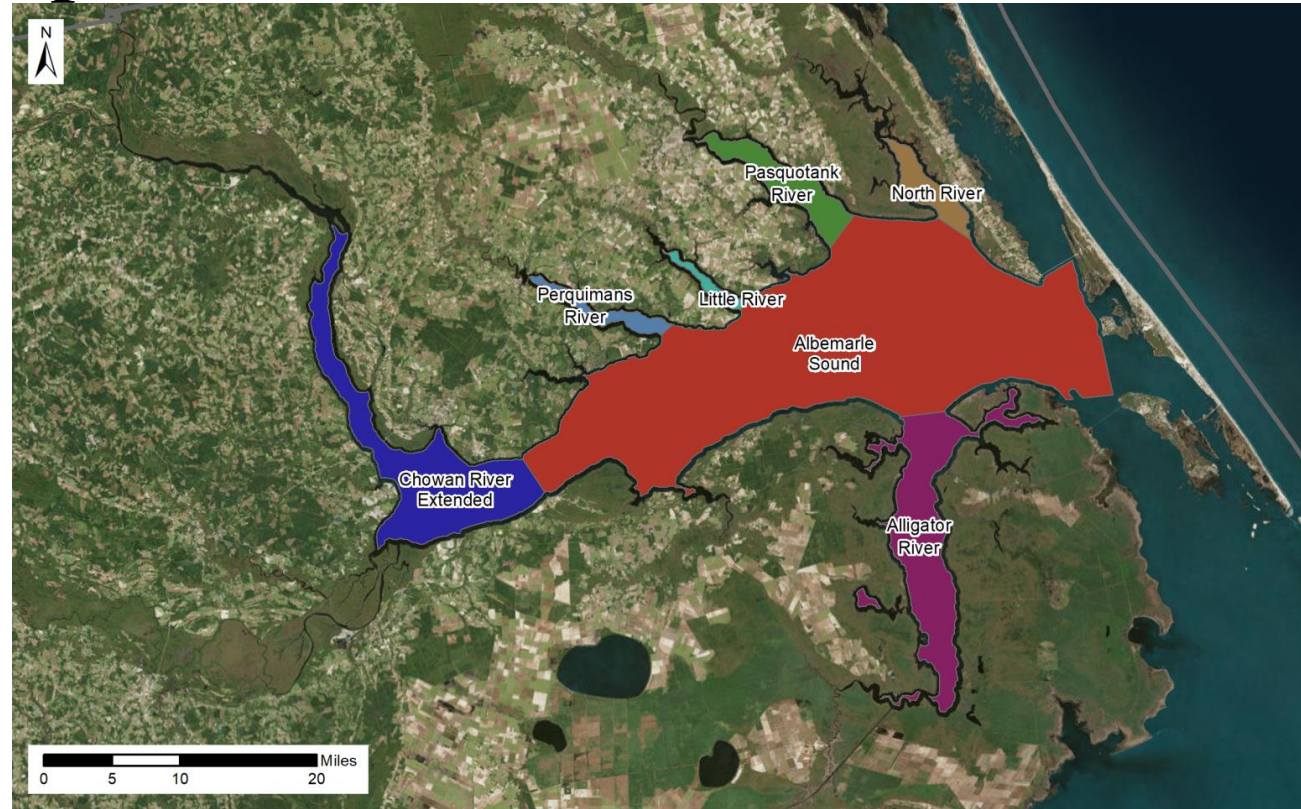 N
Pasquotank
River
North River
Perquimans
River
Little River
Albemarle
Sound
Chowan River
Extended
Alligator
River
Miles
0 5 10 20